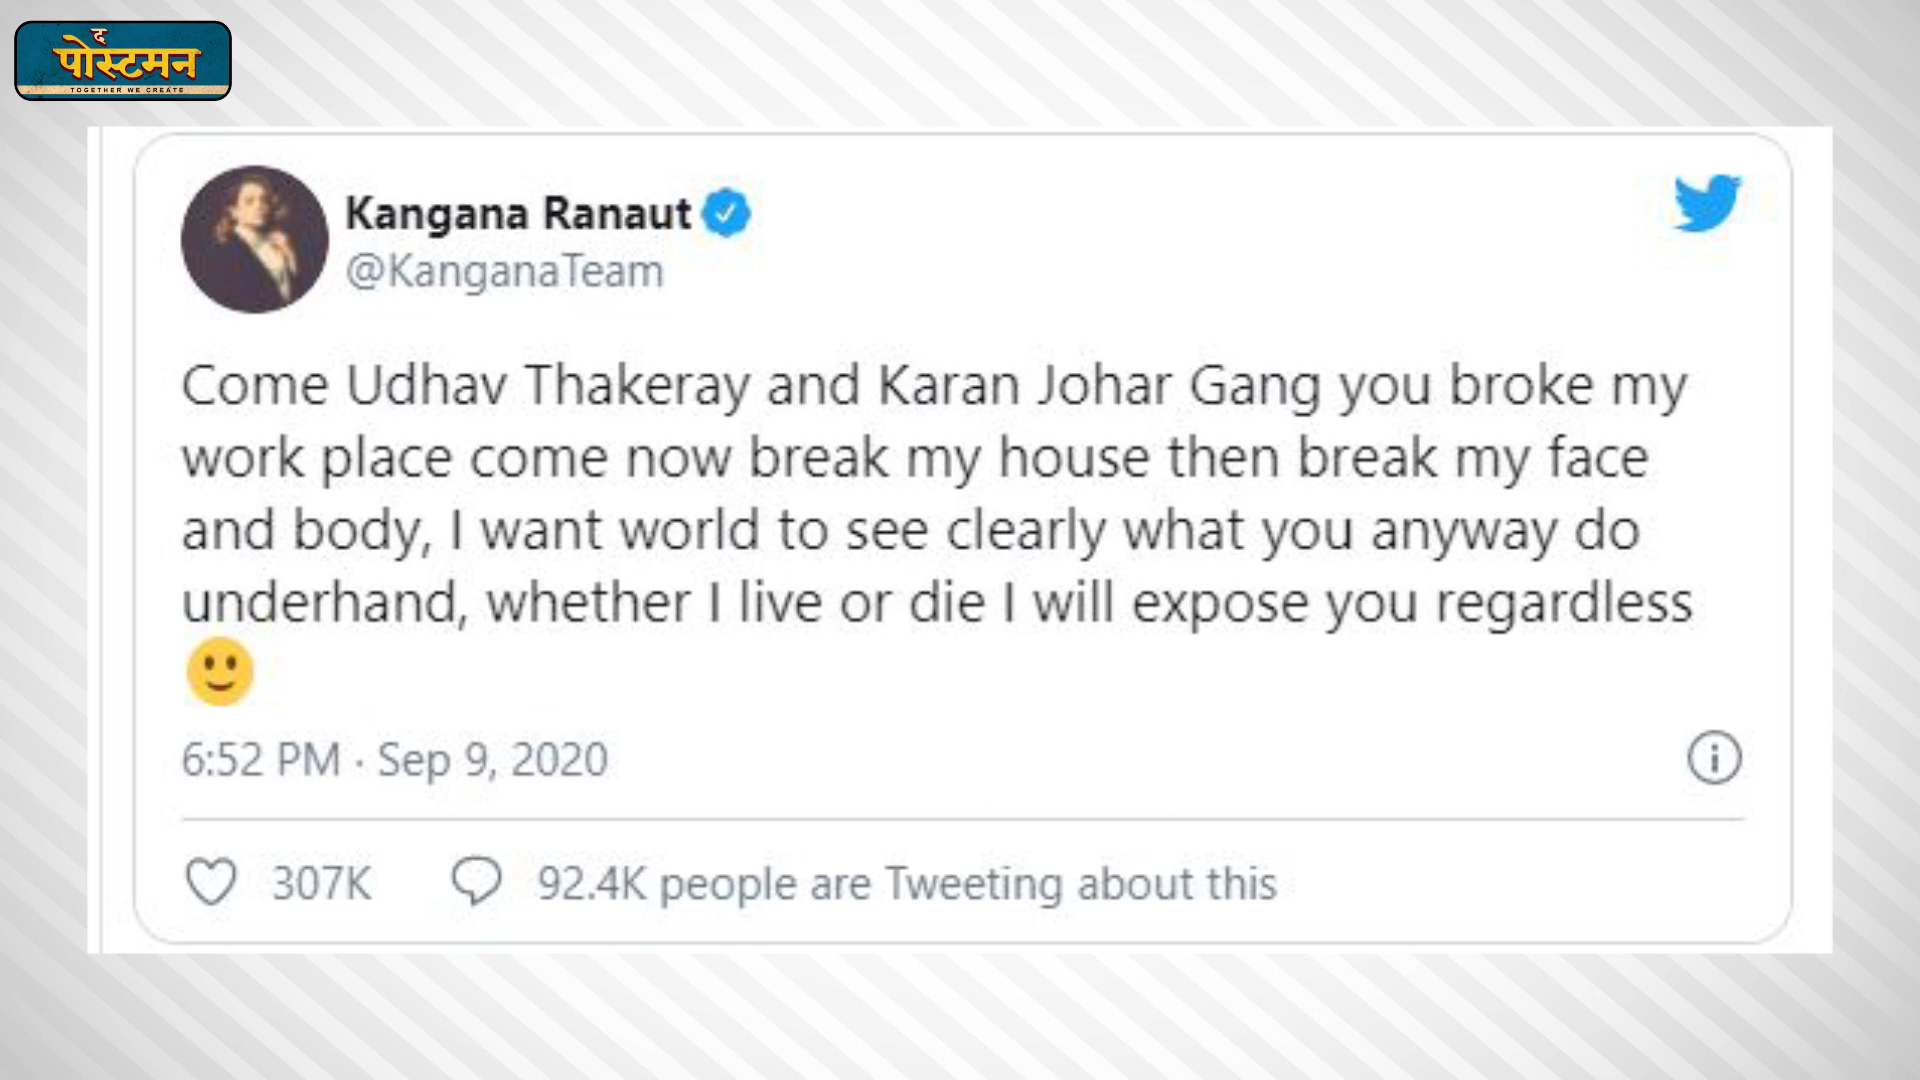 द
पोस्टमन
TOGETHER WE CREATE
Kangana Ranaut
@KanganaTeam
Come Udhav Thakeray and Karan Johar Gang you broke my
work place come now break my house then break my face
and body, I want world to see clearly what you anyway do
underhand, whether I live or die I will expose you regardless
🙂
6:52 PM · Sep 9, 2020
307K 92.4K people are Tweeting about this